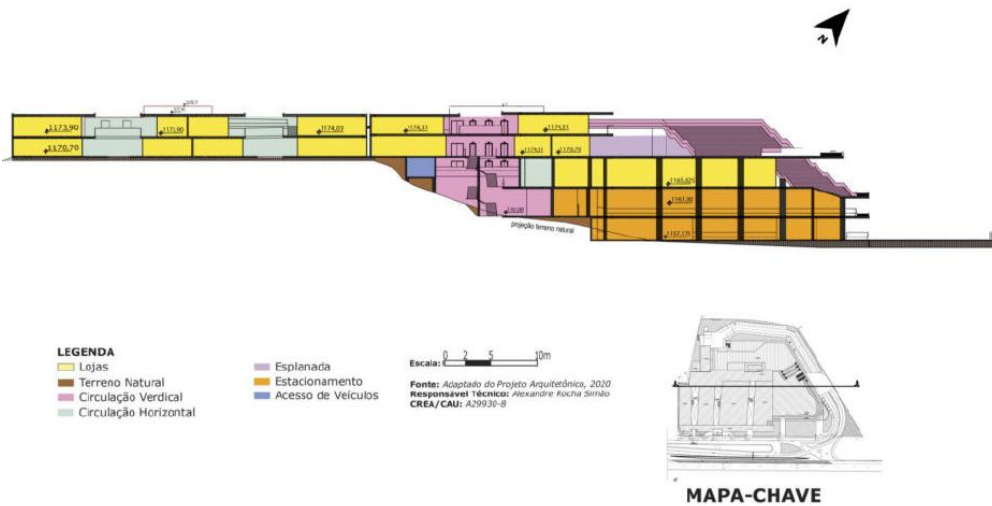 N
1173,90
1171,90
1174,03
1174,31
1174,31
1170,70
1170,70
1165,825
1161,00
projeção terreno natural
1157,175
LEGENDA
Lojas
Terreno Natural
Circulação Verdical
Circulação Horizontal
Esplanada
Estacionamento
Acesso de Veículos
Escala: 0 2 5 10m
Fonte: Adaptado do Projeto Arquitetônico, 2020
Responsável Técnico: Alexandre Rocha Simão
CREA/CAU: A29930-8
MAPA-CHAVE